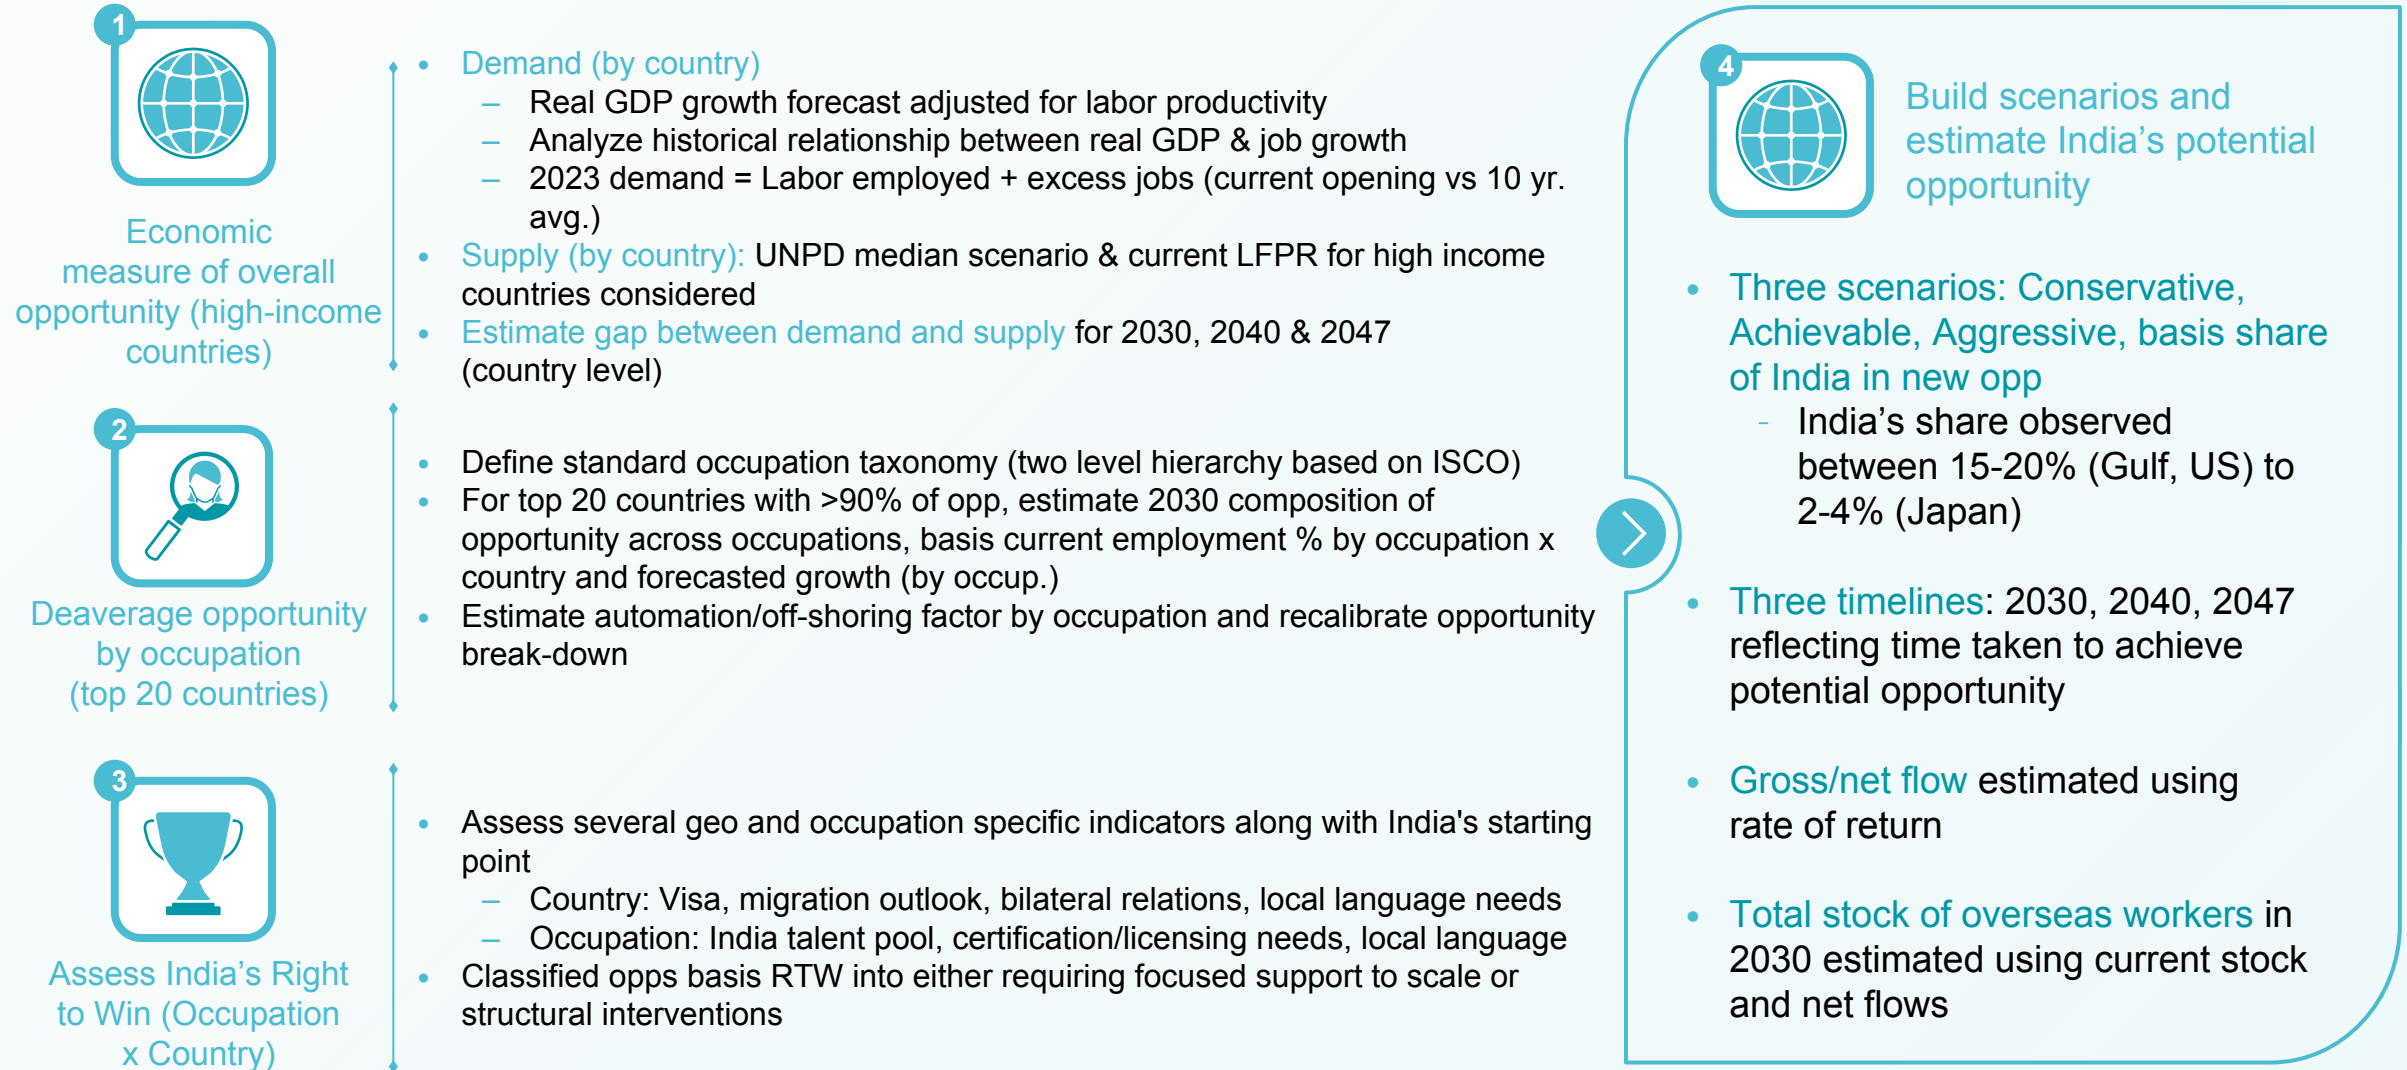 1
Economic
measure of overall
opportunity (high-income
countries)
• Demand (by country)
– Real GDP growth forecast adjusted for labor productivity
– Analyze historical relationship between real GDP & job growth
– 2023 demand = Labor employed + excess jobs (current opening vs 10 yr.
avg.)
• Supply (by country): UNPD median scenario & current LFPR for high income
countries considered
• Estimate gap between demand and supply for 2030, 2040 & 2047
(country level)
2
Deaverage opportunity
by occupation
(top 20 countries)
• Define standard occupation taxonomy (two level hierarchy based on ISCO)
• For top 20 countries with >90% of opp, estimate 2030 composition of
opportunity across occupations, basis current employment % by occupation x
country and forecasted growth (by occup.)
• Estimate automation/off-shoring factor by occupation and recalibrate opportunity
break-down
3
Assess India’s Right
to Win (Occupation
x Country)
• Assess several geo and occupation specific indicators along with India's starting
point
– Country: Visa, migration outlook, bilateral relations, local language needs
– Occupation: India talent pool, certification/licensing needs, local language
• Classified opps basis RTW into either requiring focused support to scale or
structural interventions
4
Build scenarios and
estimate India’s potential
opportunity
• Three scenarios: Conservative,
Achievable, Aggressive, basis share
of India in new opp
- India’s share observed
between 15-20% (Gulf, US) to
2-4% (Japan)
• Three timelines: 2030, 2040, 2047
reflecting time taken to achieve
potential opportunity
• Gross/net flow estimated using
rate of return
• Total stock of overseas workers in
2030 estimated using current stock
and net flows